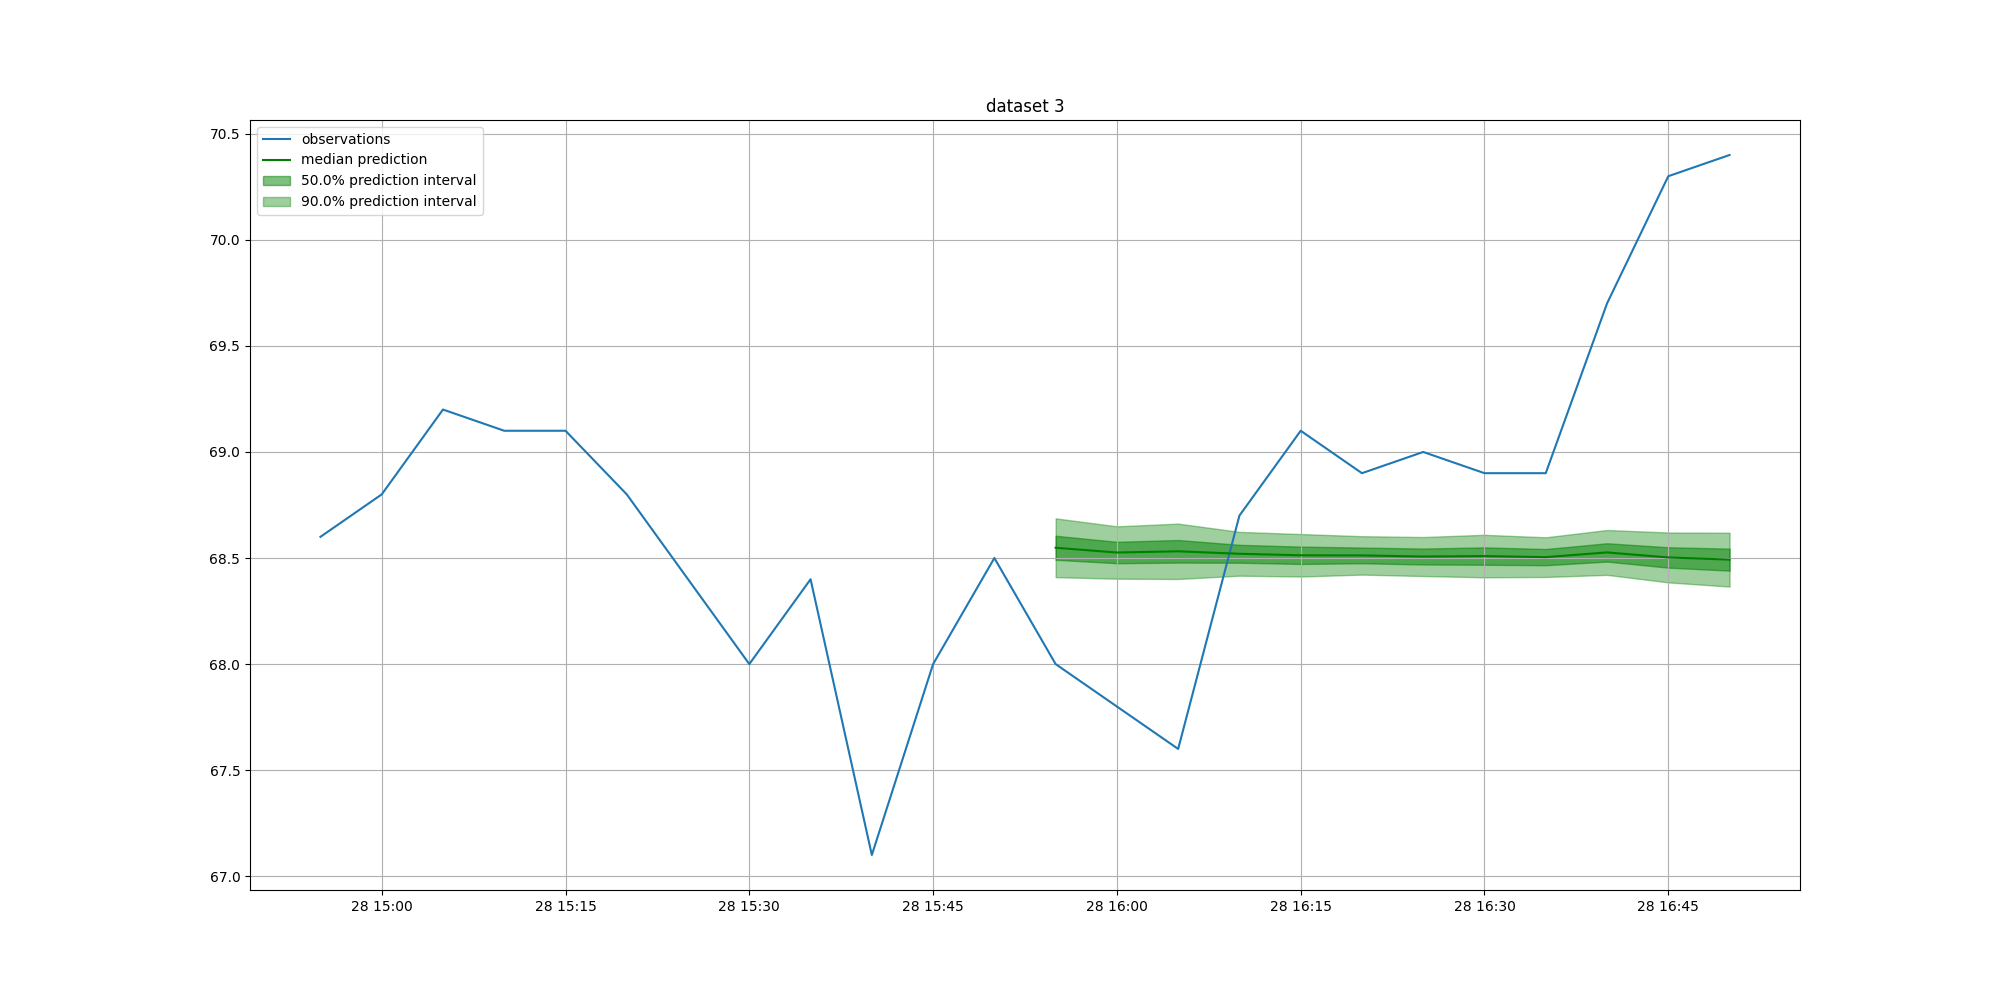 dataset 3
observations
median prediction
50.0% prediction interval
90.0% prediction interval
70.5
70.0
69.5
69.0
68.5
68.0
67.5
67.0
28 15:00 28 15:15 28 15:30 28 15:45 28 16:00 28 16:15 28 16:30 28 16:45